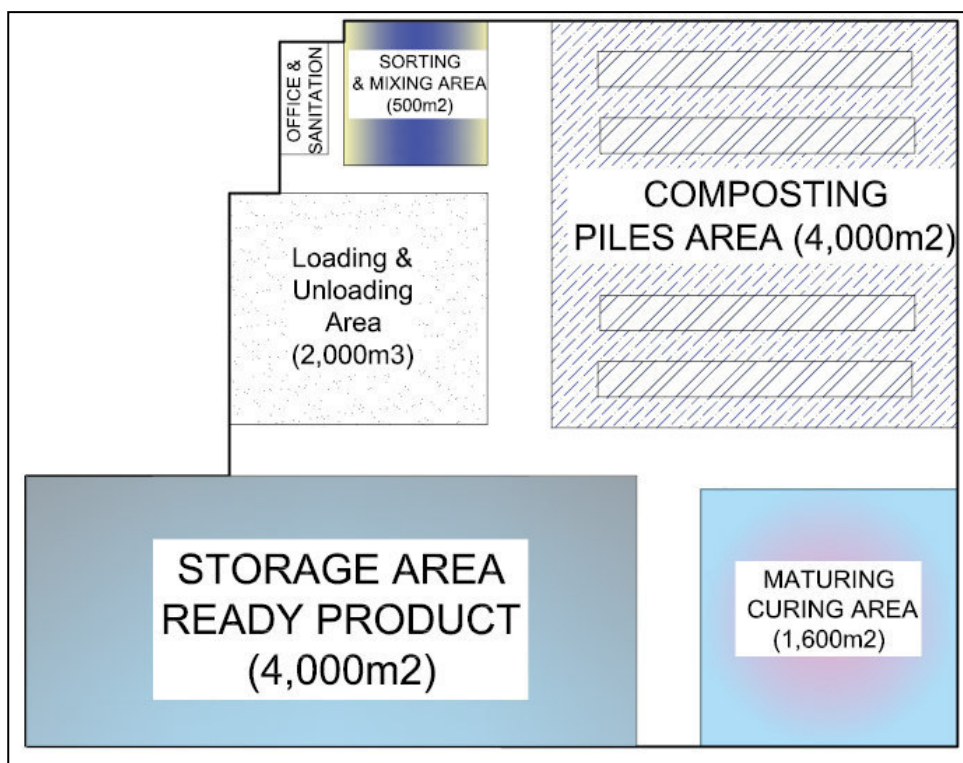 OFFICE &
SANITATION
SORTING
& MIXING AREA
(500m2)
COMPOSTING
PILES AREA (4,000m2)
Loading &
Unloading
Area
(2,000m3)
STORAGE AREA
READY PRODUCT
(4,000m2)
MATURING
CURING AREA
(1,600m2)